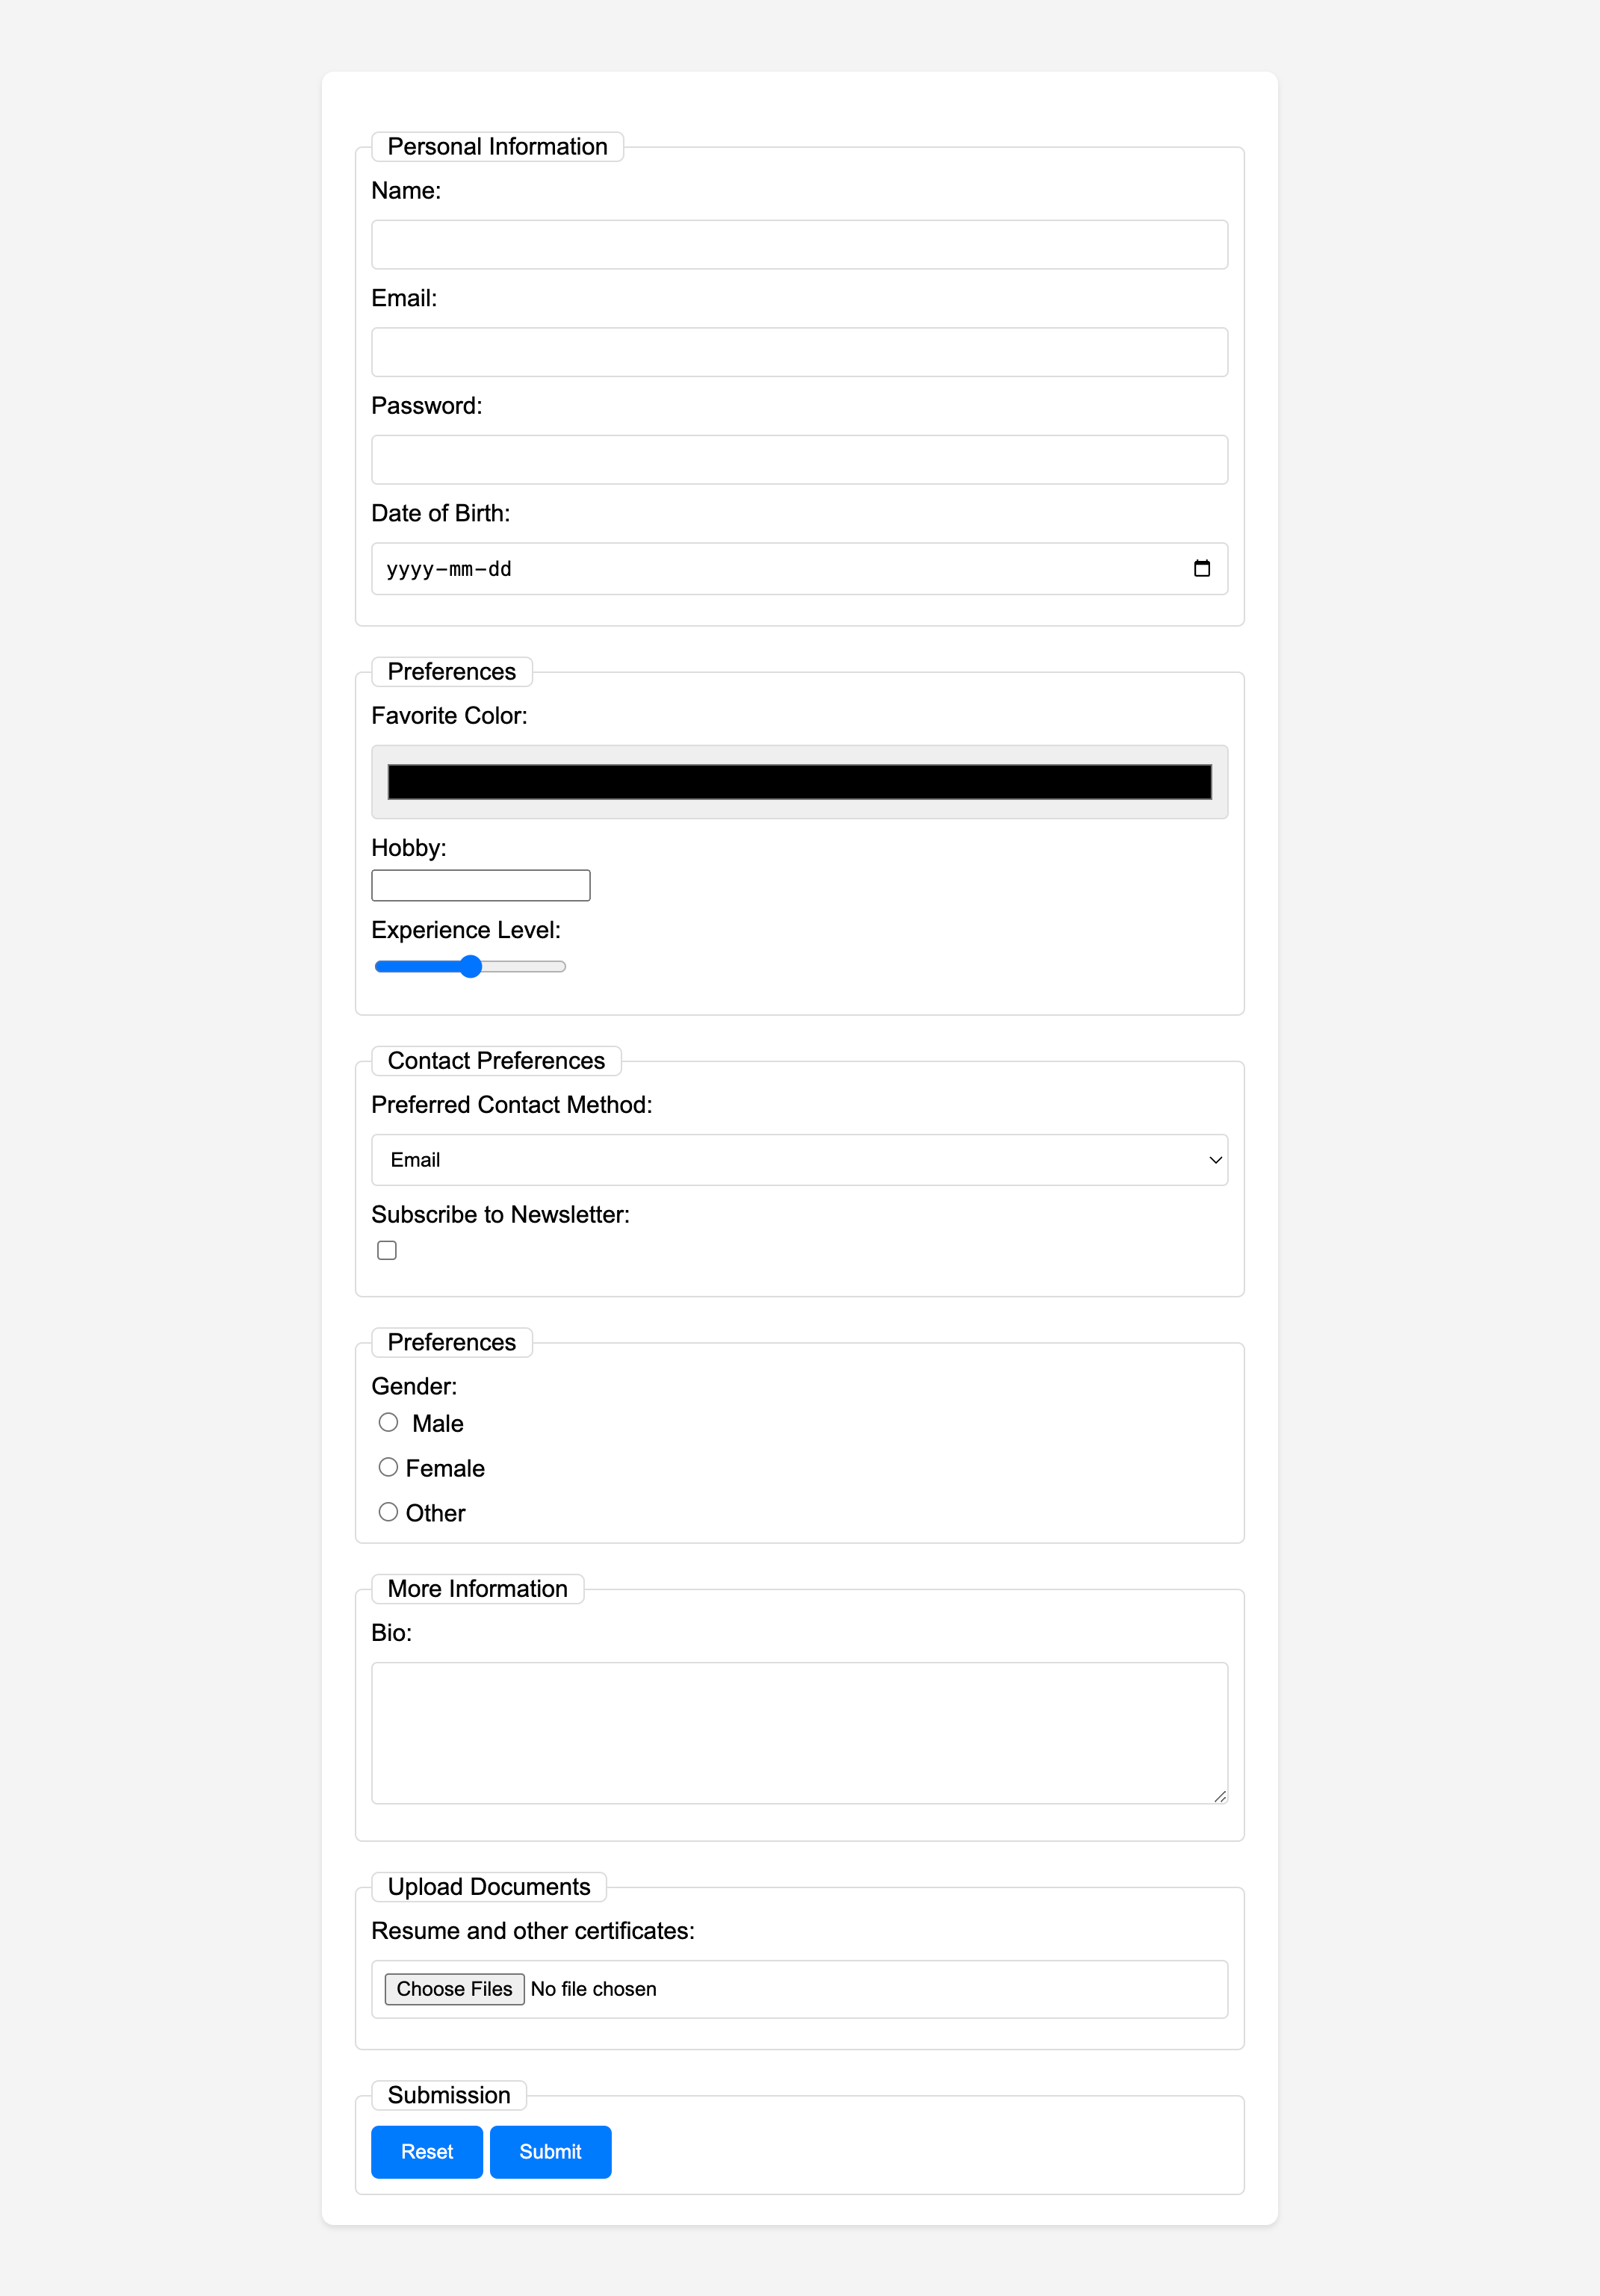 Personal Information
Name:
Email:
Password:
Date of Birth:
yyyy-mm-dd
Preferences
Favorite Color:
Hobby:
Experience Level:
Contact Preferences
Preferred Contact Method:
Email
Subscribe to Newsletter:
Preferences
Gender:
Male
Female
Other
More Information
Bio:
Upload Documents
Resume and other certificates:
Choose Files No file chosen
Submission
Reset Submit